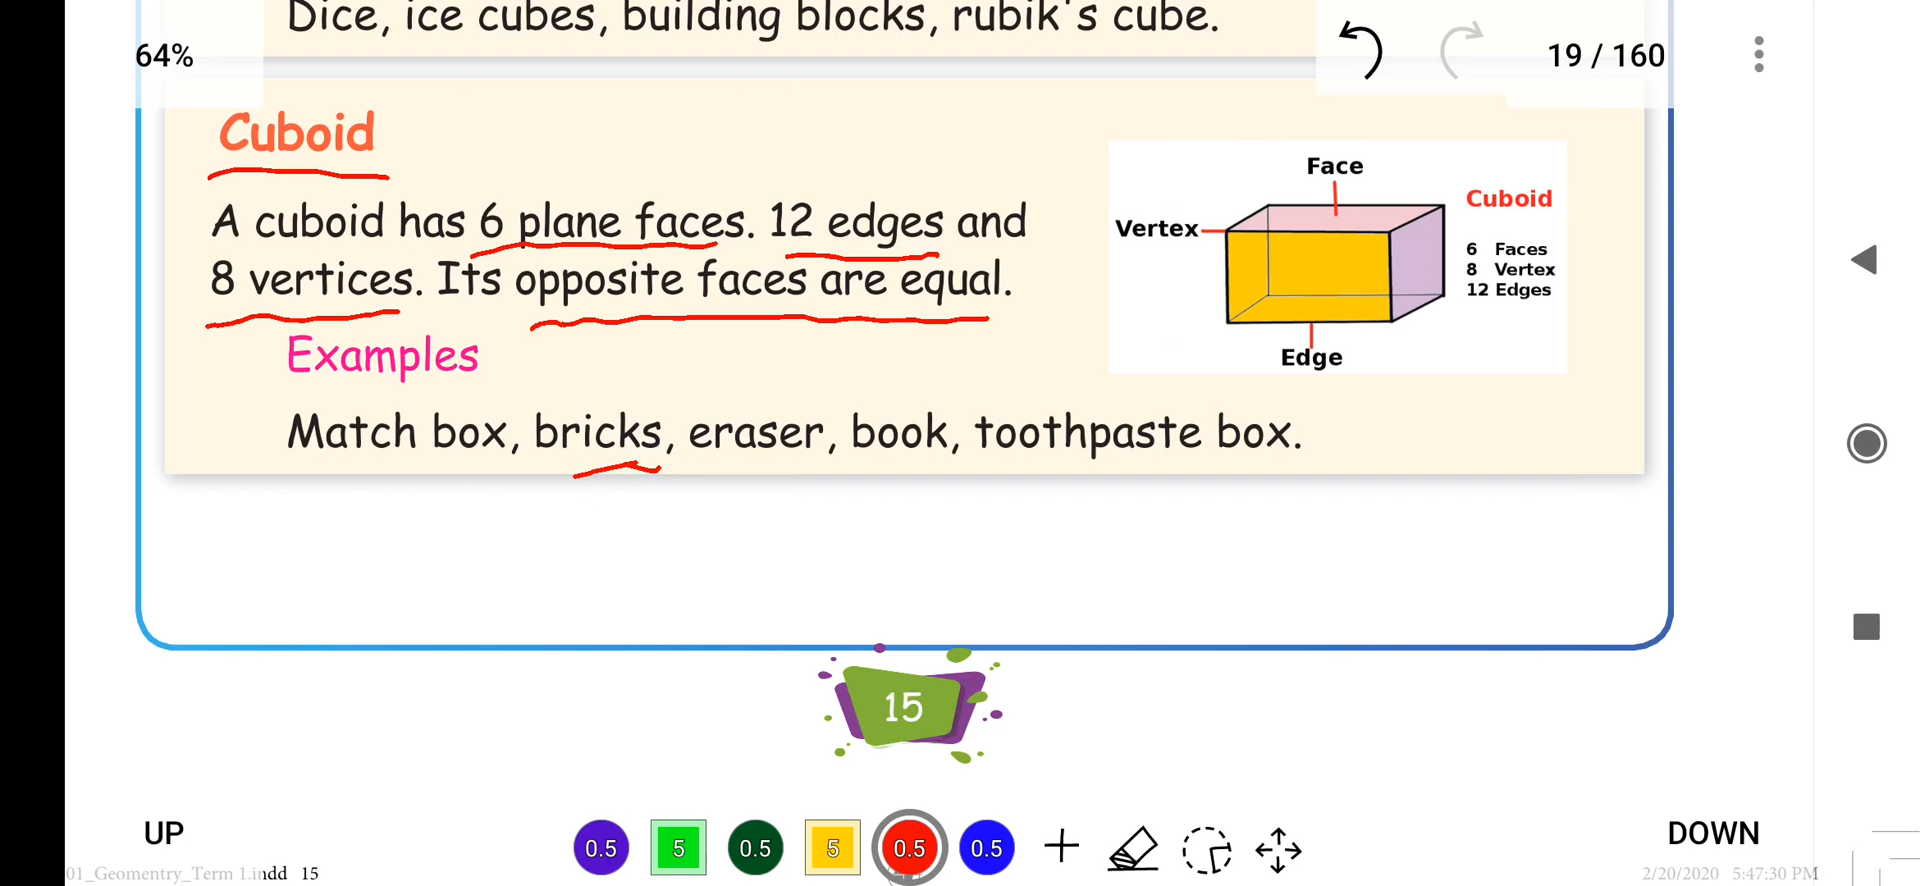 Dice, ice cubes, building blocks, rubik's cube.
64%
19 / 160
Cuboid
A cuboid has 6 plane faces. 12 edges and
8 vertices. Its opposite faces are equal.
Examples
Match box, bricks, eraser, book, toothpaste box.
Face
Cuboid
Vertex
6 Faces
8 Vertex
12 Edges
Edge
15
UP
0.5
5
0.5
5
0.5
0.5
DOWN
01_Geomentry_Term 1.indd 15
2/20/2020 5:47:30 PM